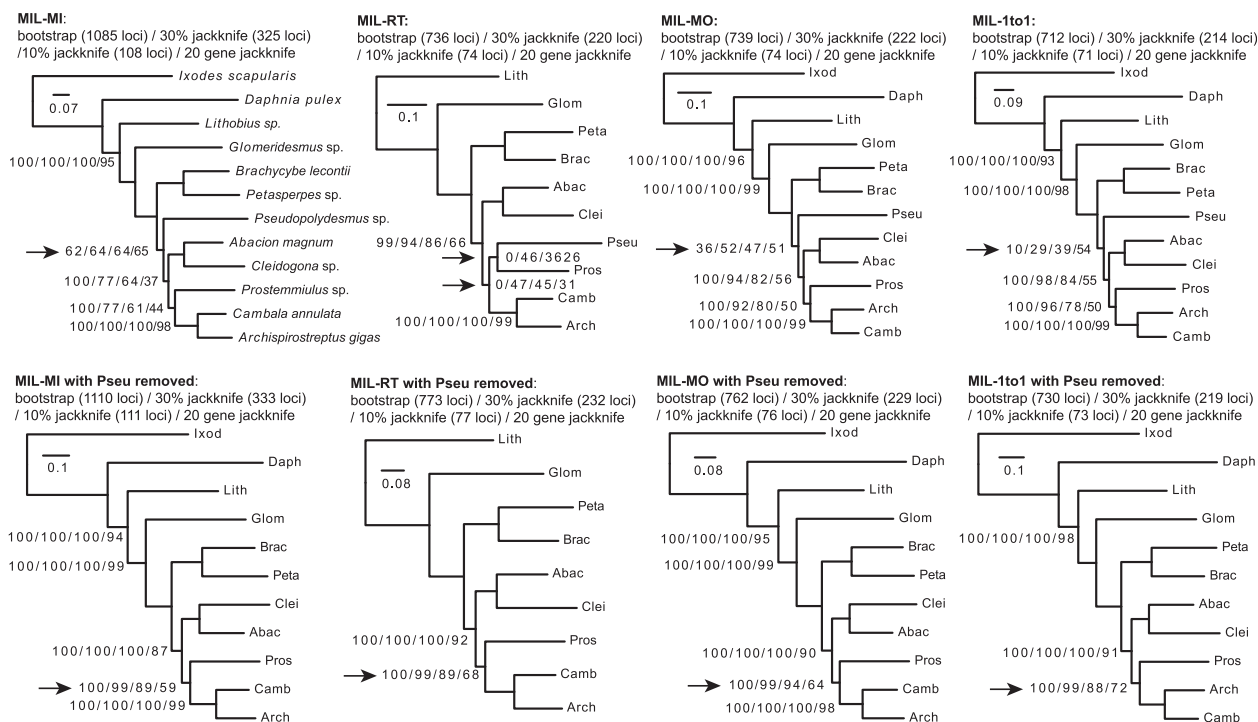 MIL-MI:
bootstrap (1085 loci) / 30% jackknife (325 loci)
/10% jackknife (108 loci) / 20 gene jackknife
Ixodes scapularis
0.07
Daphnia pulex
Lithobius sp.
Glomeridesmus sp.
100/100/100/95
Brachycybe lecontii
Petasperpes sp.
Pseudopolydesmus sp.
Abacion magnum
62/64/64/65
Cleidogona sp.
100/77/64/37
Prostemmiulus sp.
100/77/61/44
Cambala annulata
100/100/100/98
Archispirostreptus gigas
MIL-RT:
bootstrap (736 loci) / 30% jackknife (220 loci)
/ 10% jackknife (74 loci) / 20 gene jackknife
Lith
Glom
0.1
Peta
Brac
Abac
Clei
99/94/86/66
Pseu
0/46/3626
Pros
0/47/45/31
Camb
100/100/100/99
Arch
MIL-MO:
bootstrap (739 loci) / 30% jackknife (222 loci)
/ 10% jackknife (74 loci) / 20 gene jackknife
Ixod
0.1
Daph
Lith
Glom
100/100/100/96
Peta
100/100/100/99
Brac
Pseu
Clei
36/52/47/51
Abac
100/94/82/56
Pros
100/92/80/50
Arch
100/100/100/99
Camb
MIL-1to1:
bootstrap (712 loci) / 30% jackknife (214 loci)
/ 10% jackknife (71 loci) / 20 gene jackknife
Ixod
0.09
Daph
Lith
Glom
100/100/100/93
Brac
100/100/100/98
Peta
Pseu
Abac
10/29/39/54
Clei
100/98/84/55
Pros
100/96/78/50
Arch
100/100/100/99
Camb
MIL-MI with Pseu removed:
bootstrap (1110 loci) / 30% jackknife (333 loci)
/ 10% jackknife (111 loci) / 20 gene jackknife
Ixod
0.1
Daph
Lith
Glom
100/100/100/94
Brac
100/100/100/99
Peta
Clei
Abac
100/100/100/87
Pros
100/99/89/59
Camb
100/100/100/99
Arch
MIL-RT with Pseu removed:
bootstrap (773 loci) / 30% jackknife (232 loci)
/ 10% jackknife (77 loci) / 20 gene jackknife
Lith
Glom
0.08
Peta
Brac
Abac
Clei
100/100/100/92
Pros
100/99/89/68
Camb
Arch
MIL-MO with Pseu removed:
bootstrap (762 loci) / 30% jackknife (229 loci)
/ 10% jackknife (76 loci) / 20 gene jackknife
Ixod
0.08
Daph
Lith
Glom
100/100/100/95
Brac
100/100/100/99
Peta
Clei
Abac
100/100/100/90
Pros
100/99/94/64
Camb
100/100/100/98
Arch
MIL-1to1 with Pseu removed:
bootstrap (730 loci) / 30% jackknife (219 loci)
/ 10% jackknife (73 loci) / 20 gene jackknife
Ixod
0.1
Daph
Lith
Glom
100/100/100/98
Peta
Brac
Abac
Clei
100/100/100/91
Pros
100/99/88/72
Arch
Camb